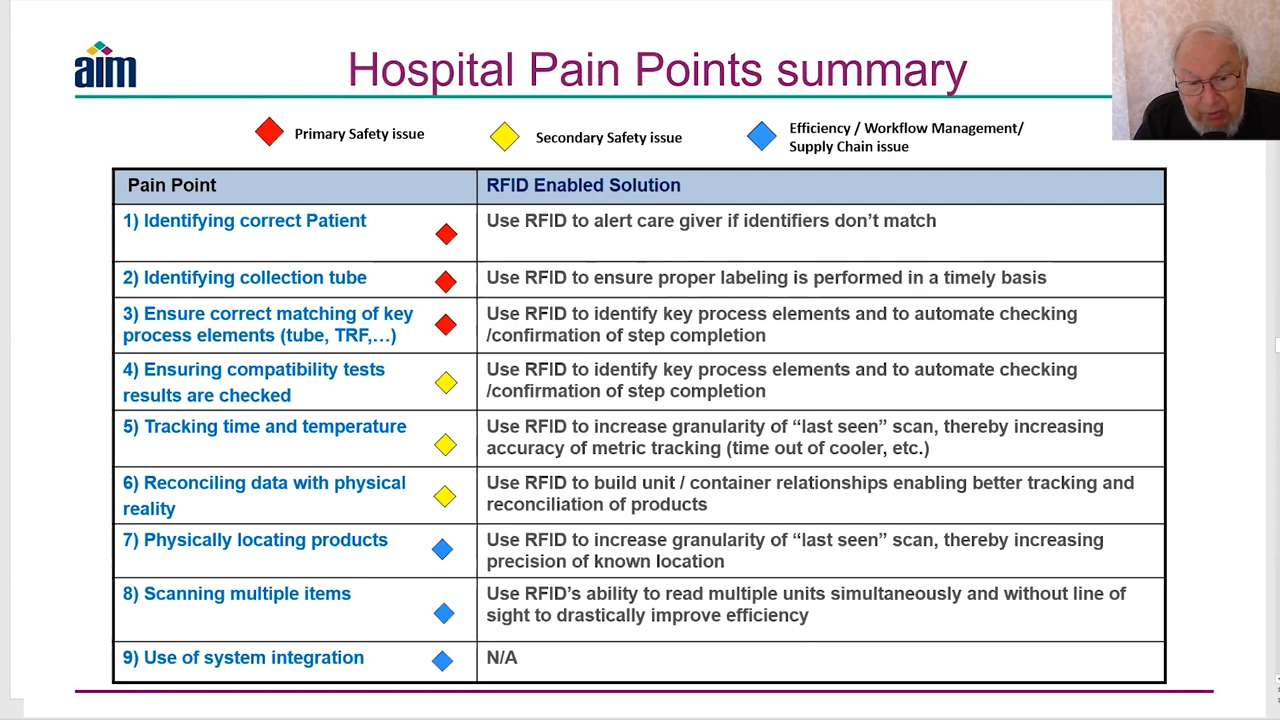 aim
Hospital Pain Points summary
Primary Safety issue
Secondary Safety issue
Efficiency / Workflow Management/
Supply Chain issue
Pain Point
RFID Enabled Solution
1) Identifying correct Patient
Use RFID to alert care giver if identifiers don’t match
2) Identifying collection tube
Use RFID to ensure proper labeling is performed in a timely basis
3) Ensure correct matching of key
process elements (tube, TRF,…)
Use RFID to identify key process elements and to automate checking
/confirmation of step completion
4) Ensuring compatibility tests
results are checked
Use RFID to identify key process elements and to automate checking
/confirmation of step completion
5) Tracking time and temperature
Use RFID to increase granularity of “last seen” scan, thereby increasing
accuracy of metric tracking (time out of cooler, etc.)
6) Reconciling data with physical
reality
Use RFID to build unit / container relationships enabling better tracking and
reconciliation of products
7) Physically locating products
Use RFID to increase granularity of “last seen” scan, thereby increasing
precision of known location
8) Scanning multiple items
Use RFID’s ability to read multiple units simultaneously and without line of
sight to drastically improve efficiency
9) Use of system integration
N/A